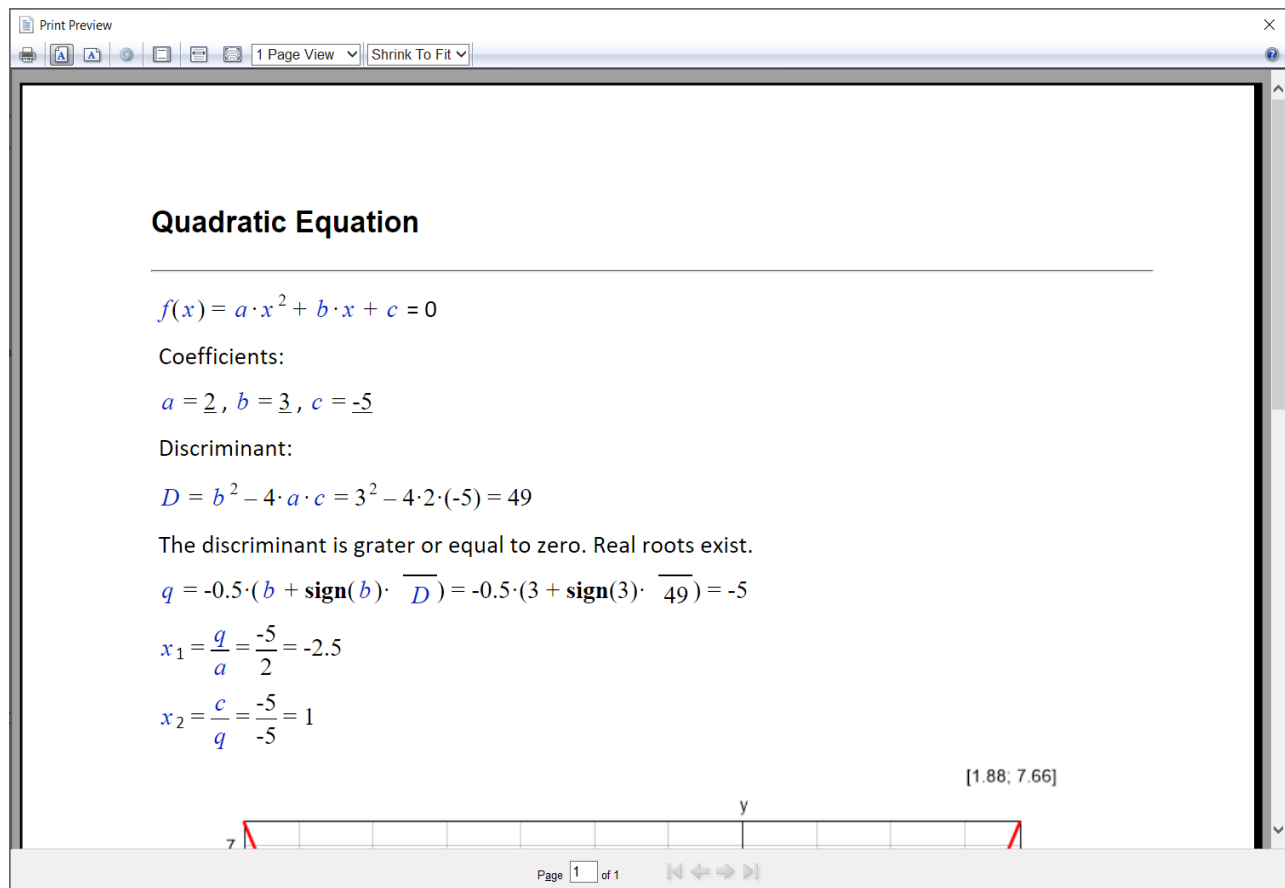 Print Preview
1 Page View Shrink To Fit
Quadratic Equation
f(x) = a·x² + b·x + c = 0
Coefficients:
a = 2 , b = 3 , c = -5
Discriminant:
D = b² – 4·a·c = 3² – 4·2·(-5) = 49
The discriminant is grater or equal to zero. Real roots exist.
q = -0.5·(b + sign(b)· D̅) = -0.5·(3 + sign(3)· 4̅9̅) = -5
x₁ = q/a = -5/2 = -2.5
x₂ = c/q = -5/-5 = 1
[1.88; 7.66]
y
7
Page 1 of 1